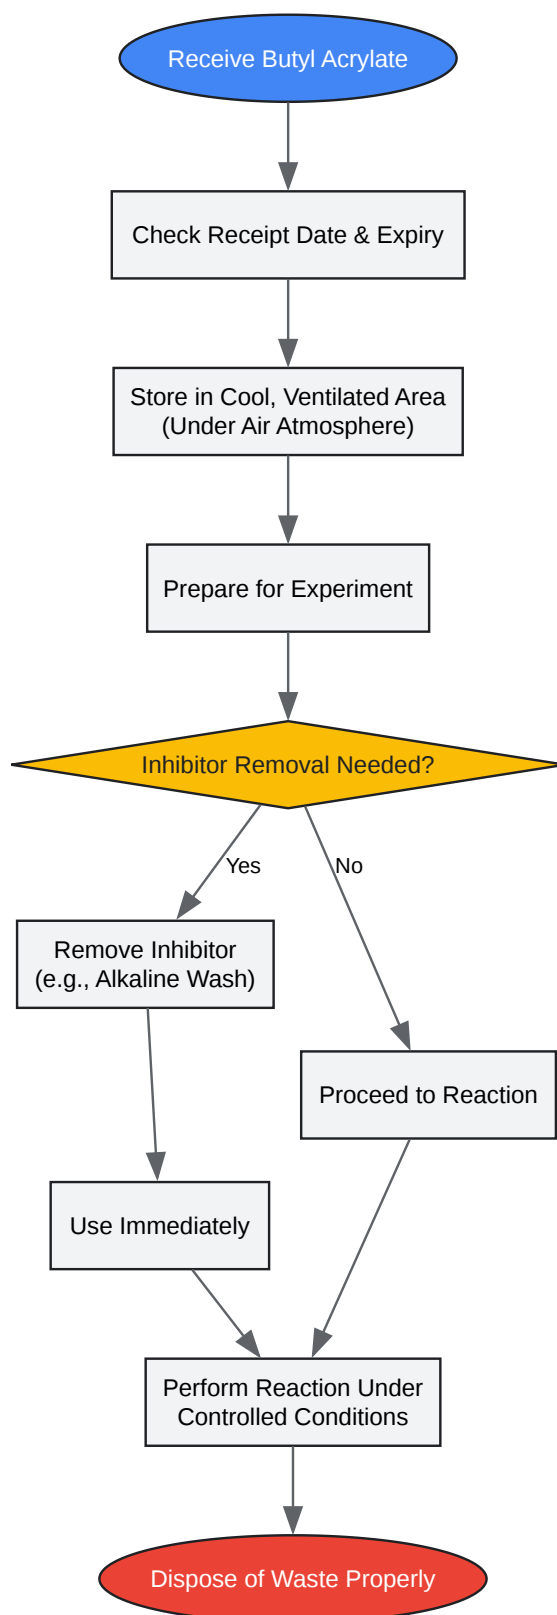 Receive Butyl Acrylate
Check Receipt Date & Expiry
Store in Cool, Ventilated Area
(Under Air Atmosphere)
Prepare for Experiment
Inhibitor Removal Needed?
Yes
No
Remove Inhibitor
(e.g., Alkaline Wash)
Proceed to Reaction
Use Immediately
Perform Reaction Under
Controlled Conditions
Dispose of Waste Properly